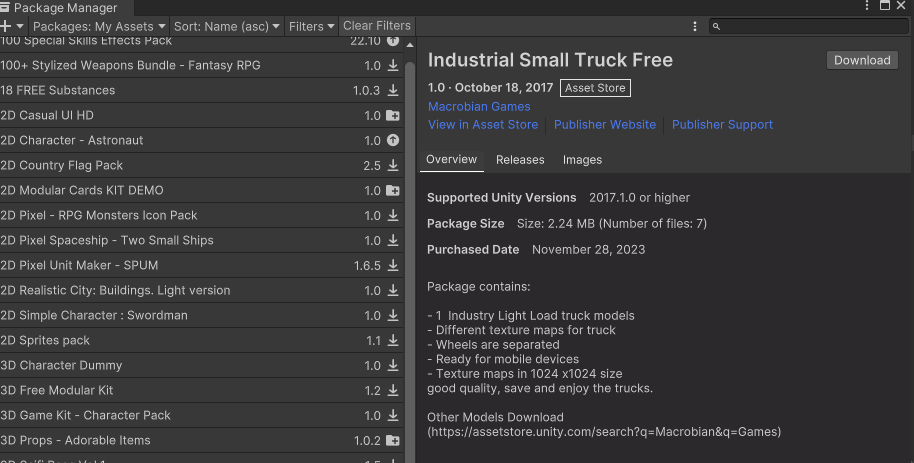 Package Manager
Packages: My Assets Sort: Name (asc) Filters Clear Filters
100 Special Skills Effects Pack 22.10
100+ Stylized Weapons Bundle - Fantasy RPG 1.0
18 FREE Substances 1.0.3
2D Casual UI HD 1.0
2D Character - Astronaut 1.0
2D Country Flag Pack 2.5
2D Modular Cards KIT DEMO 1.0
2D Pixel - RPG Monsters Icon Pack 1.0
2D Pixel Spaceship - Two Small Ships 1.0
2D Pixel Unit Maker - SPUM 1.6.5
2D Realistic City: Buildings. Light version 1.0
2D Simple Character : Swordman 1.0
2D Sprites pack 1.1
3D Character Dummy 1.0
3D Free Modular Kit 1.2
3D Game Kit - Character Pack 1.0
3D Props - Adorable Items 1.0.2
Industrial Small Truck Free
Download
1.0 · October 18, 2017 Asset Store
Macrobian Games
View in Asset Store Publisher Website Publisher Support
Overview Releases Images
Supported Unity Versions 2017.1.0 or higher
Package Size Size: 2.24 MB (Number of files: 7)
Purchased Date November 28, 2023
Package contains:
- 1 Industry Light Load truck models
- Different texture maps for truck
- Wheels are separated
- Ready for mobile devices
- Texture maps in 1024 x1024 size
good quality, save and enjoy the trucks.
Other Models Download
(https://assetstore.unity.com/search?q=Macrobian&q=Games)